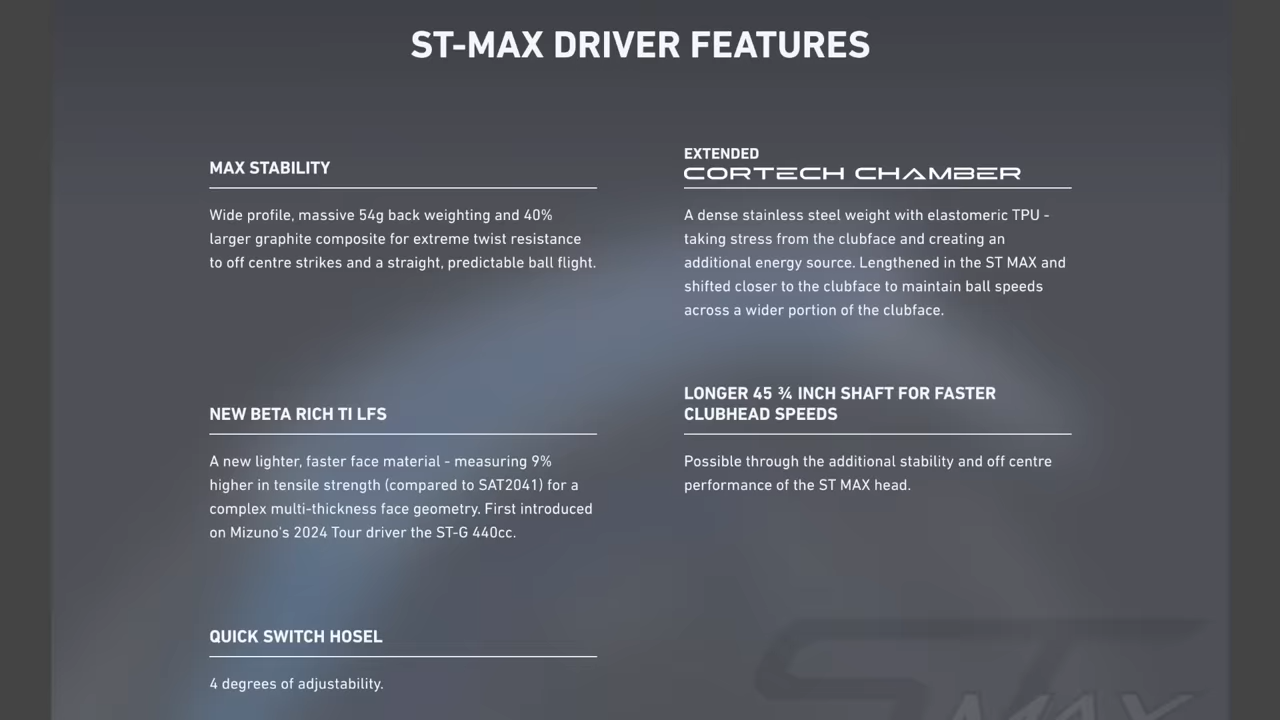 ST-MAX DRIVER FEATURES
MAX STABILITY
Wide profile, massive 54g back weighting and 40%
larger graphite composite for extreme twist resistance
to off centre strikes and a straight, predictable ball flight.
EXTENDED
CORTECH CHAMBER
A dense stainless steel weight with elastomeric TPU -
taking stress from the clubface and creating an
additional energy source. Lengthened in the ST MAX and
shifted closer to the clubface to maintain ball speeds
across a wider portion of the clubface.
NEW BETA RICH TI LFS
A new lighter, faster face material - measuring 9%
higher in tensile strength (compared to SAT2041) for a
complex multi-thickness face geometry. First introduced
on Mizuno's 2024 Tour driver the ST-G 440cc.
LONGER 45 ¾ INCH SHAFT FOR FASTER
CLUBHEAD SPEEDS
Possible through the additional stability and off centre
performance of the ST MAX head.
QUICK SWITCH HOSEL
4 degrees of adjustability.
ST
MAX